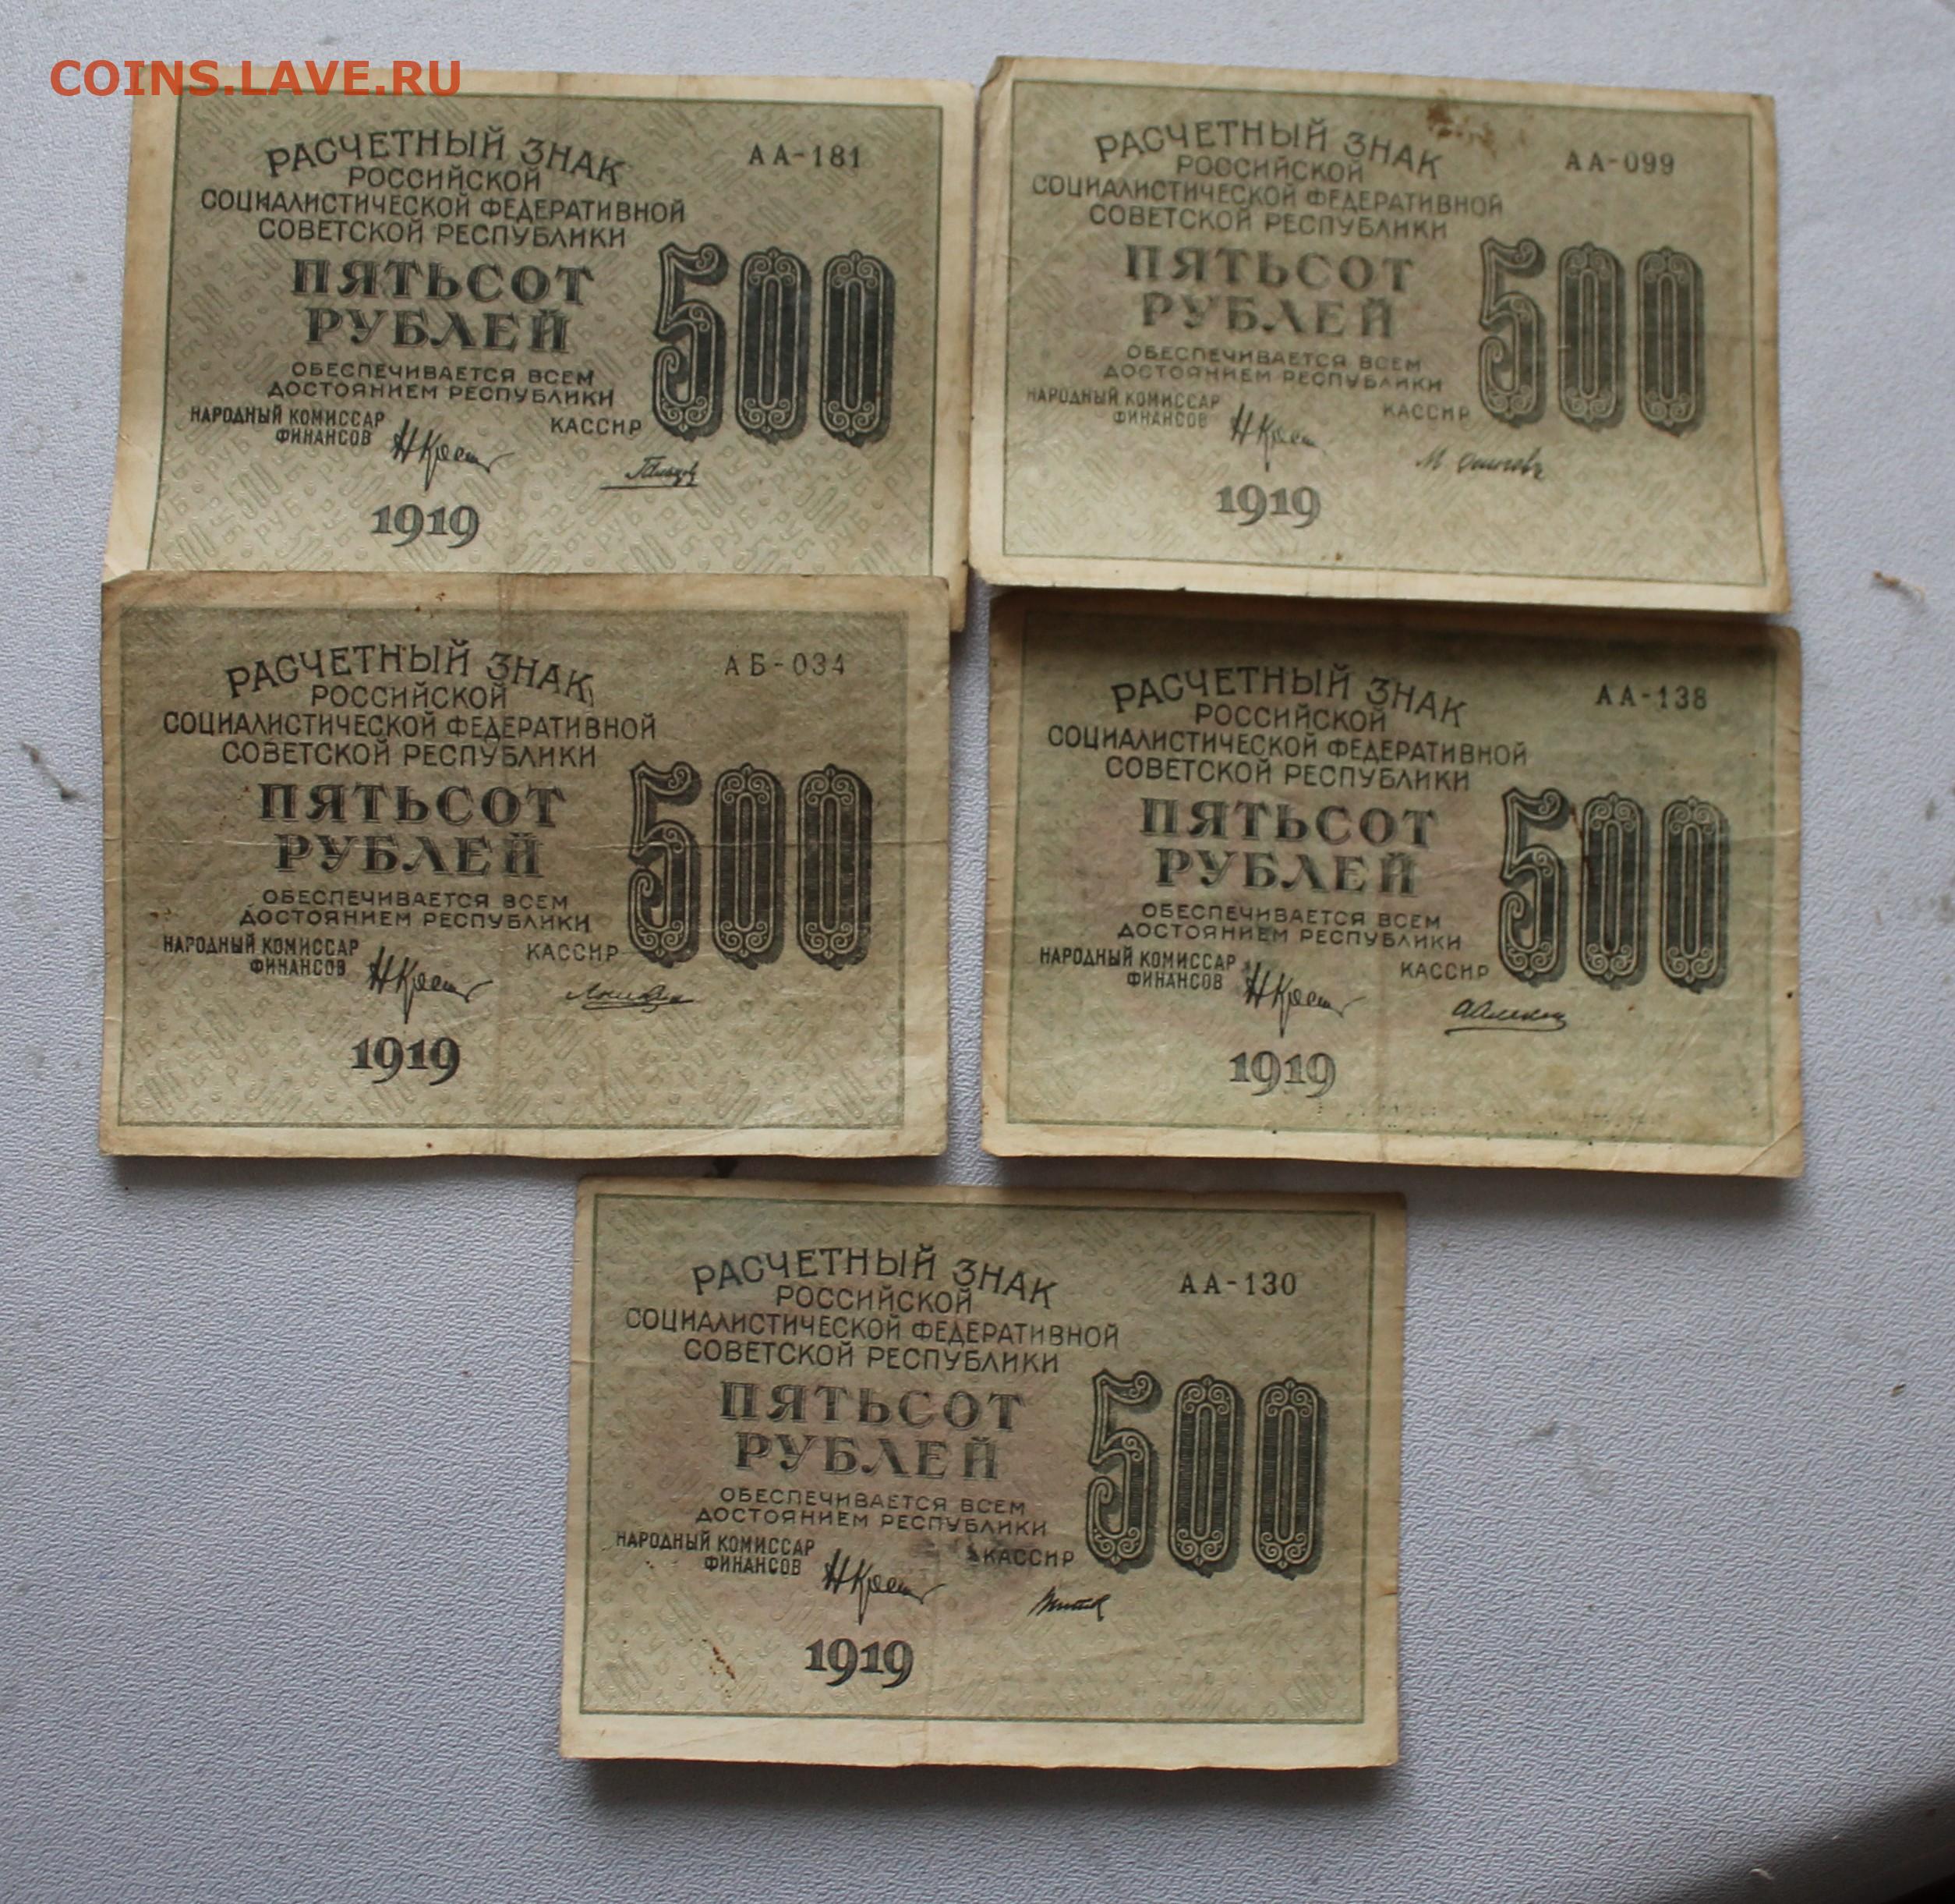 COINS.LAVE.RU
РАСЧЕТНЫЙ ЗНАК
АА-181
РОССИЙСКОЙ
СОЦИАЛИСТИЧЕСКОЙ ФЕДЕРАТИВНОЙ
СОВЕТСКОЙ РЕСПУБЛИКИ
ПЯТЬСОТ
РУБЛЕЙ
500
ОБЕСПЕЧИВАЕТСЯ ВСЕМ
ДОСТОЯНИЕМ РЕСПУБЛИКИ
НАРОДНЫЙ КОМИССАР
ФИНАНСОВ
КАССИР
1919
РАСЧЕТНЫЙ ЗНАК
АА-099
РОССИЙСКОЙ
СОЦИАЛИСТИЧЕСКОЙ ФЕДЕРАТИВНОЙ
СОВЕТСКОЙ РЕСПУБЛИКИ
ПЯТЬСОТ
РУБЛЕЙ
500
ОБЕСПЕЧИВАЕТСЯ ВСЕМ
ДОСТОЯНИЕМ РЕСПУБЛИКИ
НАРОДНЫЙ КОМИССАР
ФИНАНСОВ
КАССИР
1919
РАСЧЕТНЫЙ ЗНАК
АБ-034
РОССИЙСКОЙ
СОЦИАЛИСТИЧЕСКОЙ ФЕДЕРАТИВНОЙ
СОВЕТСКОЙ РЕСПУБЛИКИ
ПЯТЬСОТ
РУБЛЕЙ
500
ОБЕСПЕЧИВАЕТСЯ ВСЕМ
ДОСТОЯНИЕМ РЕСПУБЛИКИ
НАРОДНЫЙ КОМИССАР
ФИНАНСОВ
КАССИР
1919
РАСЧЕТНЫЙ ЗНАК
АА-138
РОССИЙСКОЙ
СОЦИАЛИСТИЧЕСКОЙ ФЕДЕРАТИВНОЙ
СОВЕТСКОЙ РЕСПУБЛИКИ
ПЯТЬСОТ
РУБЛЕЙ
500
ОБЕСПЕЧИВАЕТСЯ ВСЕМ
ДОСТОЯНИЕМ РЕСПУБЛИКИ
НАРОДНЫЙ КОМИССАР
ФИНАНСОВ
КАССИР
1919
РАСЧЕТНЫЙ ЗНАК
АА-130
РОССИЙСКОЙ
СОЦИАЛИСТИЧЕСКОЙ ФЕДЕРАТИВНОЙ
СОВЕТСКОЙ РЕСПУБЛИКИ
ПЯТЬСОТ
РУБЛЕЙ
500
ОБЕСПЕЧИВАЕТСЯ ВСЕМ
ДОСТОЯНИЕМ РЕСПУБЛИКИ
НАРОДНЫЙ КОМИССАР
ФИНАНСОВ
КАССИР
1919